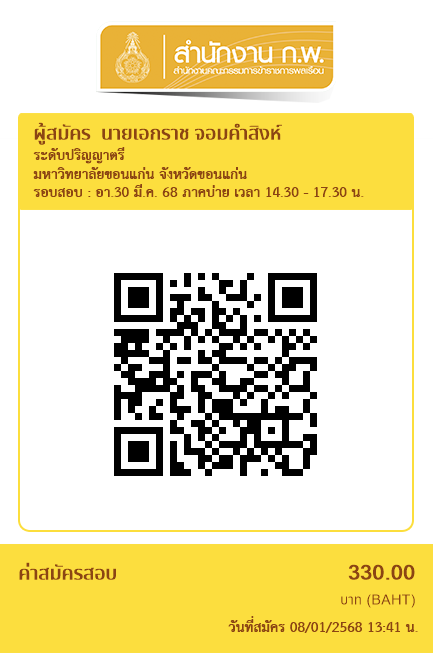 สำนักงาน ก.พ.
สำนักงานคณะกรรมการข้าราชการพลเรือน
ผู้สมัคร นายเอกราช จอมคำสิงห์
ระดับปริญญาตรี
มหาวิทยาลัยขอนแก่น จังหวัดขอนแก่น
รอบสอบ : อา.30 มี.ค. 68 ภาคบ่าย เวลา 14.30 - 17.30 น.
ค่าสมัครสอบ 330.00
บาท (BAHT)
วันที่สมัคร 08/01/2568 13:41 น.